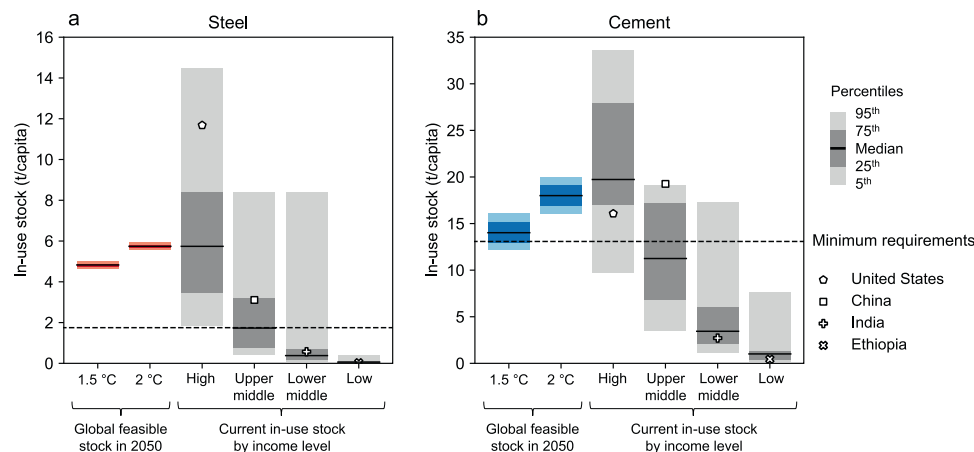 a
Steel
In-use stock (t/capita)
16
14
12
10
8
6
4
2
0
1.5 °C
2 °C
High
Upper
middle
Lower
middle
Low
Global feasible
stock in 2050
Current in-use stock
by income level
b
Cement
In-use stock (t/capita)
35
30
25
20
15
10
5
0
1.5 °C
2 °C
High
Upper
middle
Lower
middle
Low
Global feasible
stock in 2050
Current in-use stock
by income level
Percentiles
95th
75th
Median
25th
5th
Minimum requirements
United States
China
India
Ethiopia